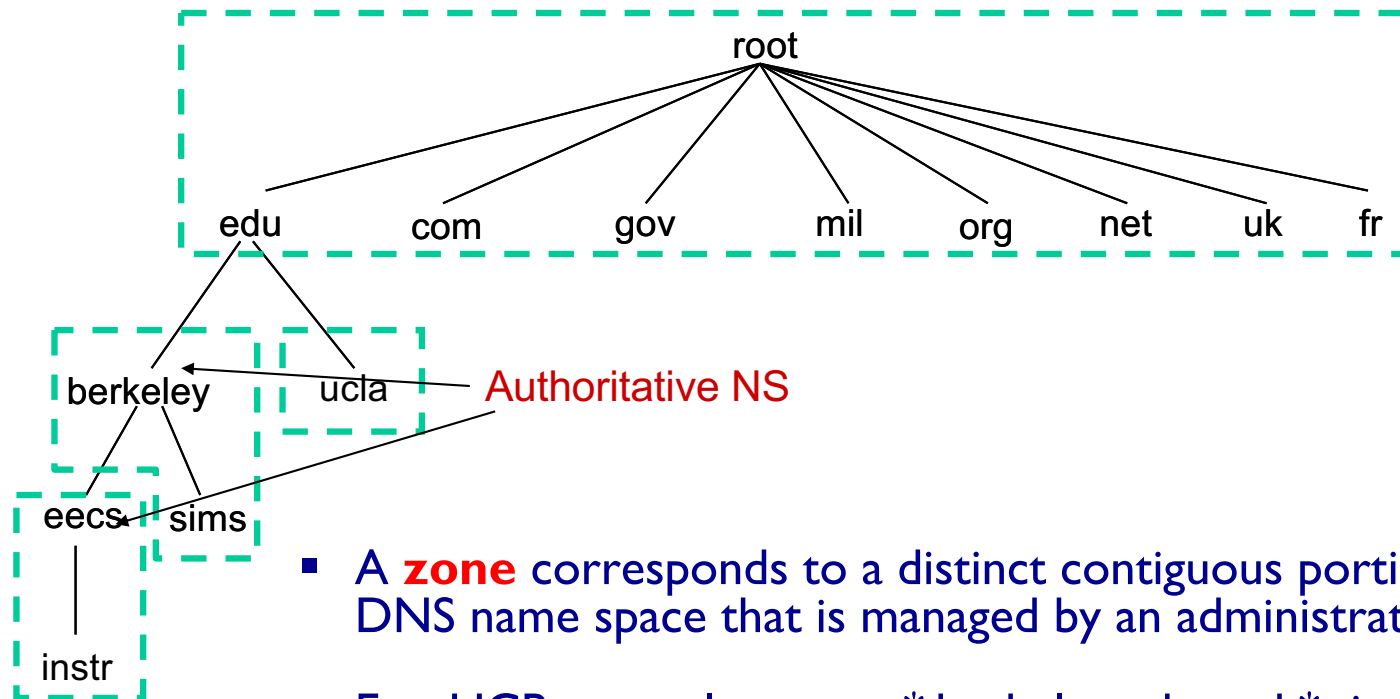 root
edu com gov mil org net uk fr
berkeley ucla Authoritative NS
eecs sims
instr
▪ A zone corresponds to a distinct contiguous porti
DNS name space that is managed by an administrat